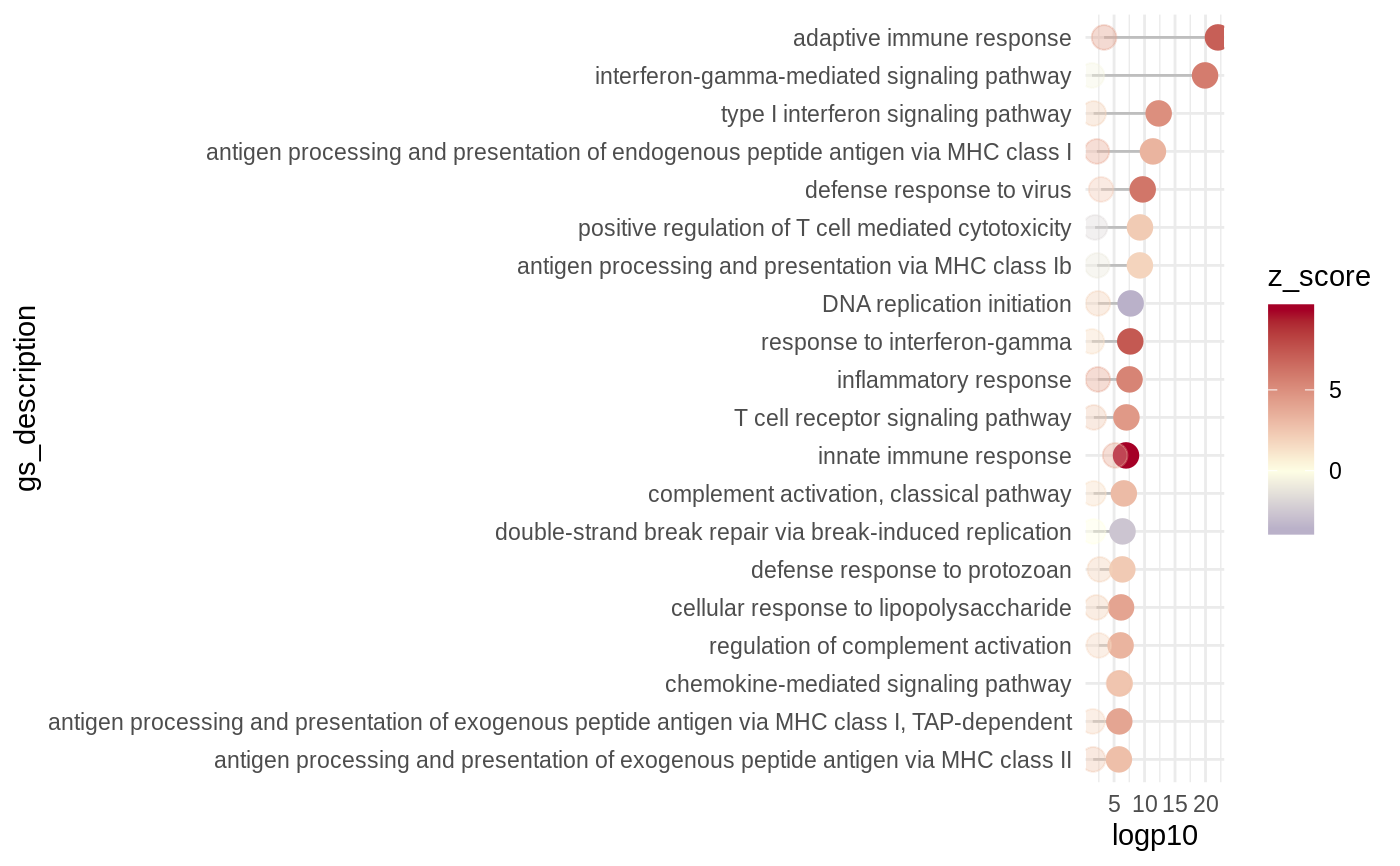 adaptive immune response
interferon-gamma-mediated signaling pathway
type I interferon signaling pathway
antigen processing and presentation of endogenous peptide antigen via MHC class I
defense response to virus
positive regulation of T cell mediated cytotoxicity
antigen processing and presentation via MHC class Ib
DNA replication initiation
response to interferon-gamma
inflammatory response
T cell receptor signaling pathway
innate immune response
complement activation, classical pathway
double-strand break repair via break-induced replication
defense response to protozoan
cellular response to lipopolysaccharide
regulation of complement activation
chemokine-mediated signaling pathway
antigen processing and presentation of exogenous peptide antigen via MHC class I, TAP-dependent
antigen processing and presentation of exogenous peptide antigen via MHC class II
gs_description
5 10 15 20
logp10
z_score
5
0